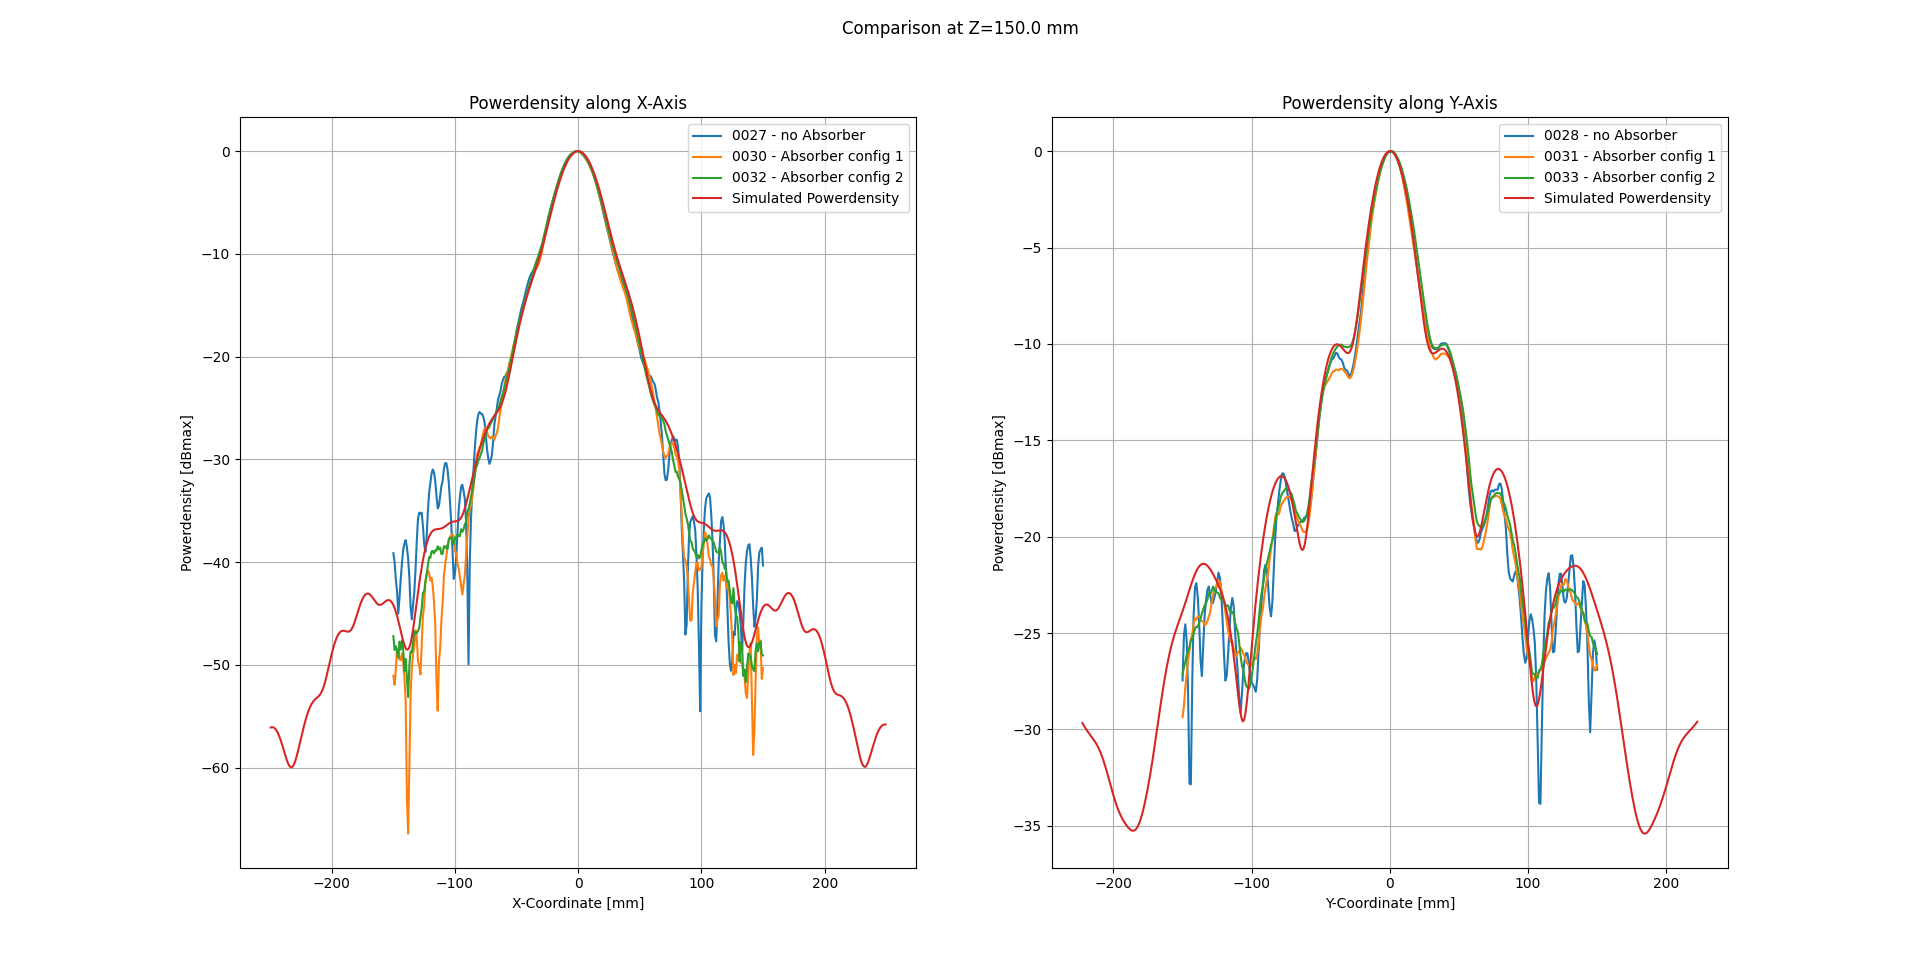 Comparison at Z=150.0 mm
Powerdensity along X-Axis
0027 - no Absorber
0030 - Absorber config 1
0032 - Absorber config 2
Simulated Powerdensity
Powerdensity [dBmax]
0
−10
−20
−30
−40
−50
−60
−200
−100
0
100
200
X-Coordinate [mm]
Powerdensity along Y-Axis
0028 - no Absorber
0031 - Absorber config 1
0033 - Absorber config 2
Simulated Powerdensity
Powerdensity [dBmax]
0
−5
−10
−15
−20
−25
−30
−35
−200
−100
0
100
200
Y-Coordinate [mm]